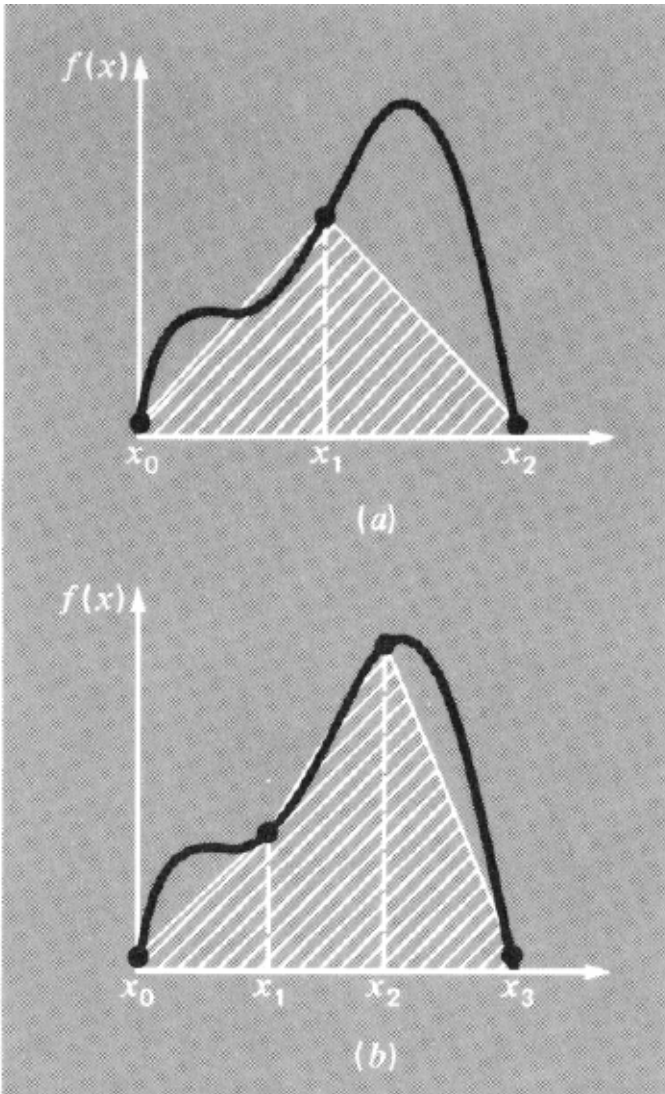 f(x)
x₀ x₁ x₂
(a)
f(x)
x₀ x₁ x₂ x₃
(b)